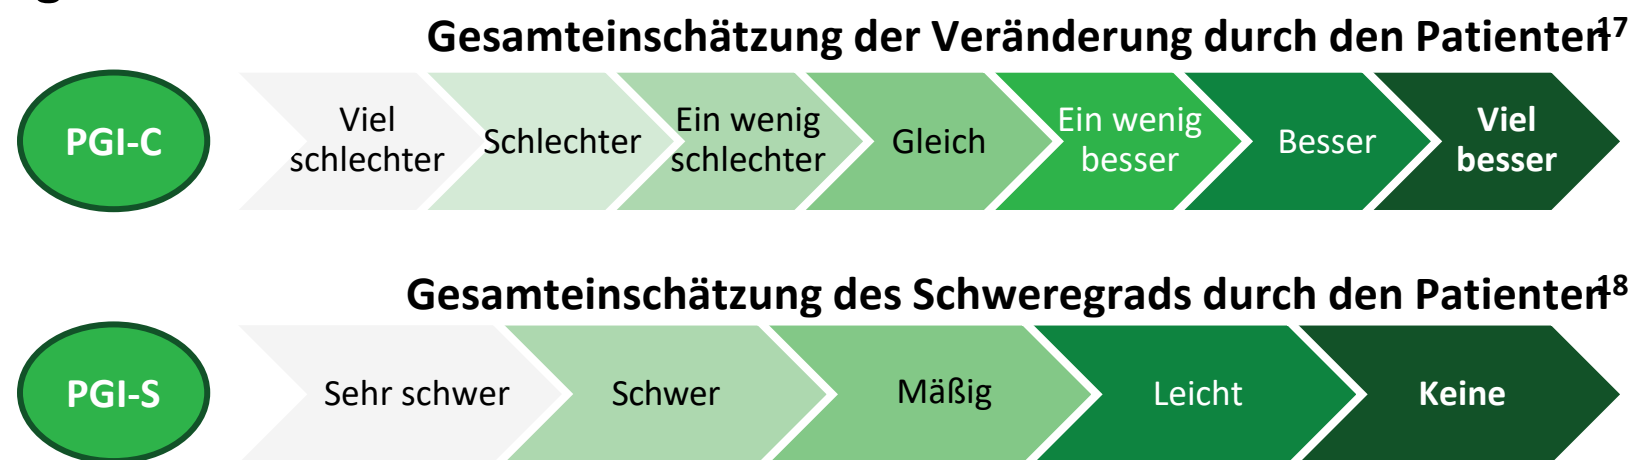 Gesamteinschätzung der Veränderung durch den Patienten17
PGI-C
Viel
schlechter
Schlechter
Ein wenig
schlechter
Gleich
Ein wenig
besser
Besser
Viel
besser
Gesamteinschätzung des Schweregrads durch den Patienten18
PGI-S
Sehr schwer
Schwer
Mäßig
Leicht
Keine